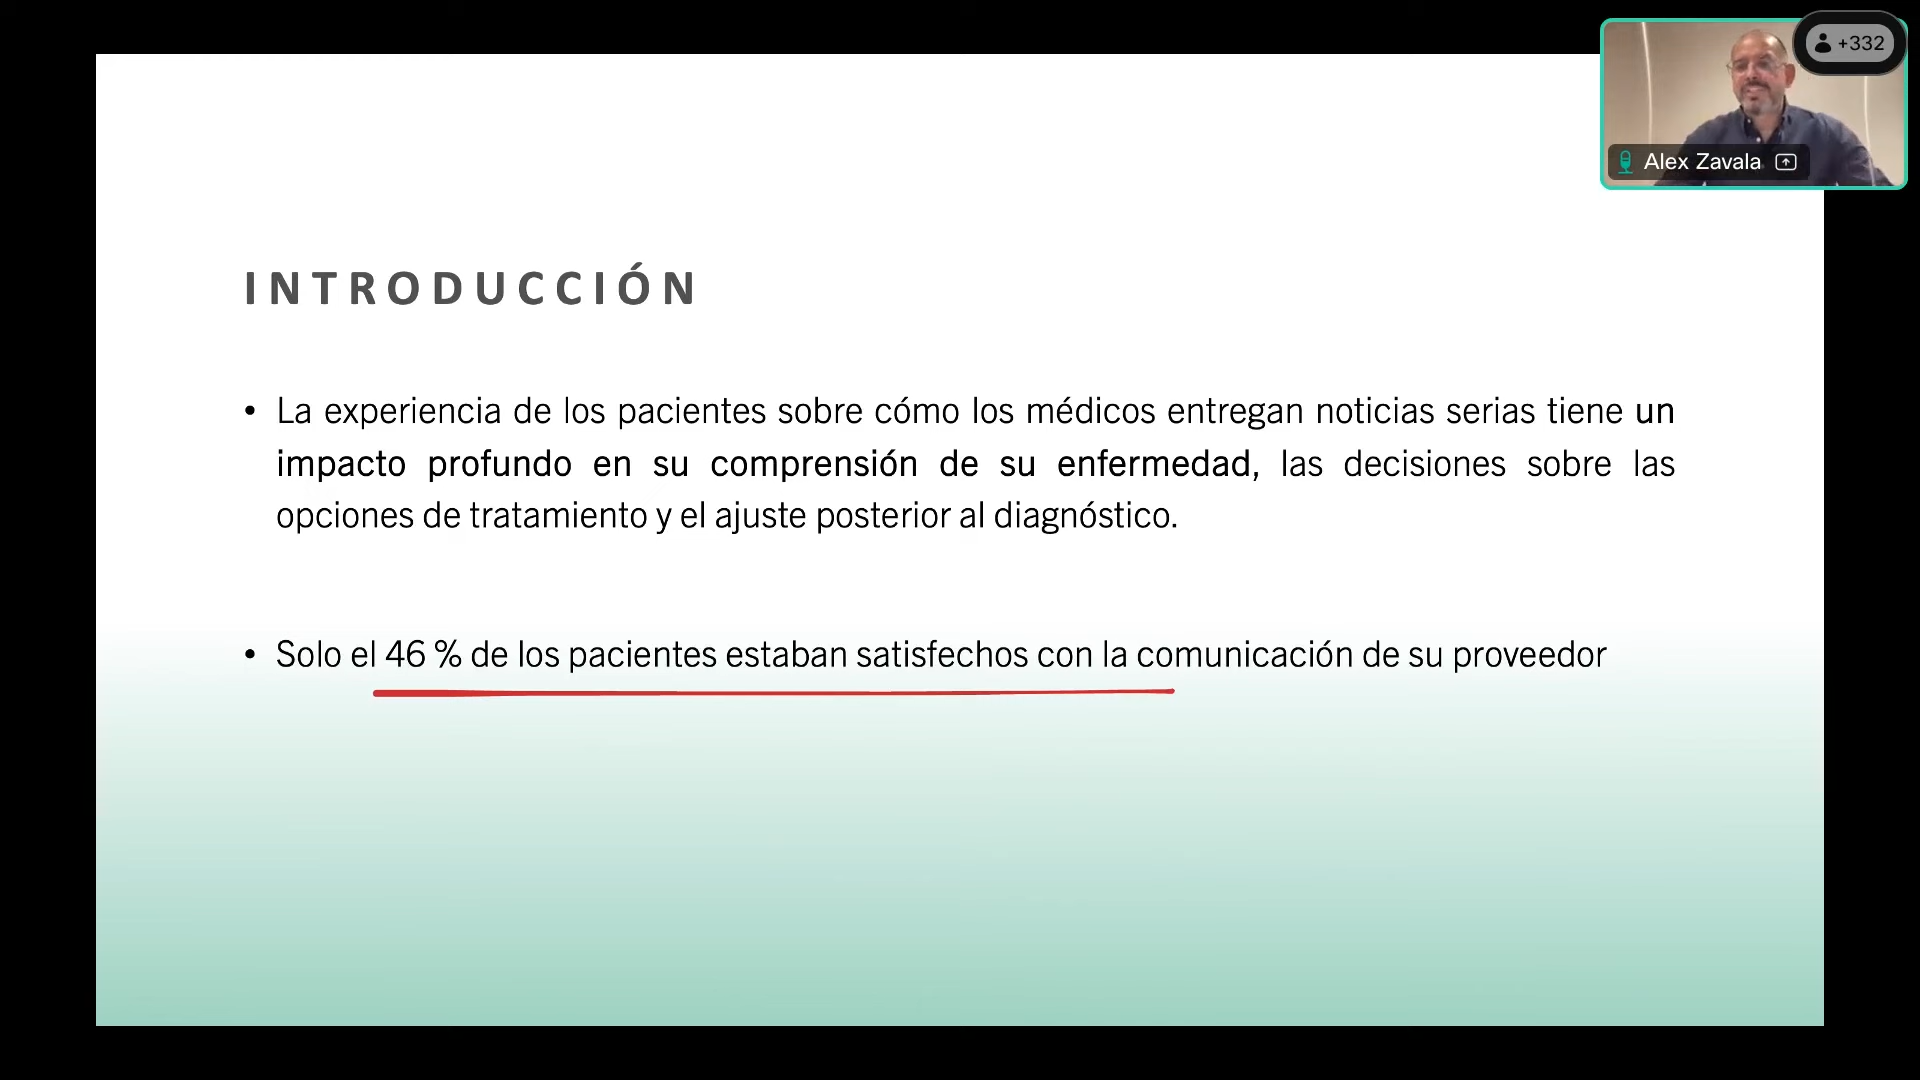 +332
Alex Zavala
INTRODUCCIÓN
• La experiencia de los pacientes sobre cómo los médicos entregan noticias serias tiene un
impacto profundo en su comprensión de su enfermedad, las decisiones sobre las
opciones de tratamiento y el ajuste posterior al diagnóstico.
• Solo el 46 % de los pacientes estaban satisfechos con la comunicación de su proveedor